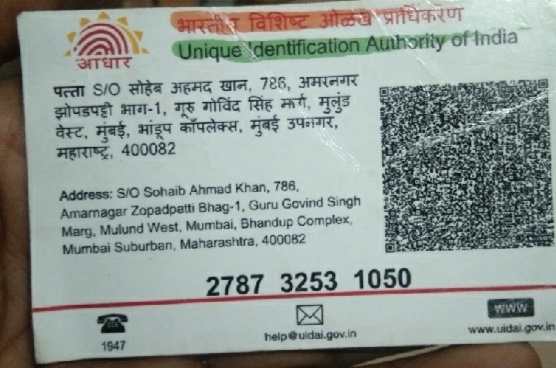 भारतीय विशिष्ट ओळख प्राधिकरण
Unique Identification Authority of India
आधार
पत्ता S/O सोहेब अहमद खान, 786, अमरनगर
झोपडपट्टी भाग-1, गुरू गोविंद सिंह मार्ग, मुलुंड
वेस्ट, मुंबई, भांडूप कॉंपलेक्स, मुंबई उपनगर,
महाराष्ट्र, 400082
Address: S/O Sohaib Ahmad Khan, 786,
Amarnagar Zopadpatti Bhag-1, Guru Govind Singh
Marg, Mulund West, Mumbai, Bhandup Complex,
Mumbai Suburban, Maharashtra, 400082
2787 3253 1050
1947
help@uidai.gov.in
www
www.uidai.gov.in